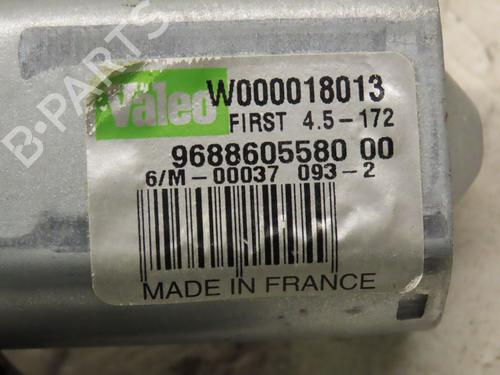 Valeo
W000018013
FIRST 4.5-172
9688605580 00
6/M-00037 093-2
MADE IN FRANCE
B-PARTS